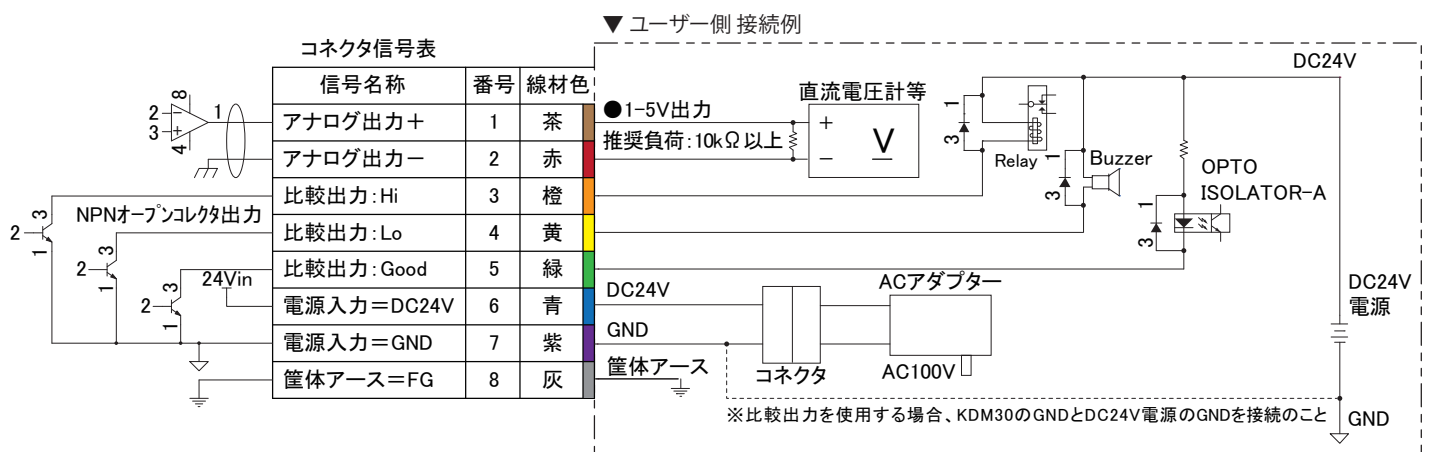 ▼ ユーザー側 接続例
コネクタ信号表
信号名称 番号 線材色
アナログ出力＋ 1 茶
アナログ出力－ 2 赤
比較出力：Hi 3 橙
比較出力：Lo 4 黄
比較出力：Good 5 緑
電源入力＝DC24V 6 青
電源入力＝GND 7 紫
筐体アース＝FG 8 灰
8
2 － 1
3 ＋
4
NPNオープンコレクタ出力
3
2
1
3
2
1
24Vin
3
2
1
●1-5V出力
推奨負荷：10kΩ以上
直流電圧計等
＋
V
－
DC24V
1
3
Relay
1
3
Buzzer
OPTO
ISOLATOR-A
1
3
DC24V
GND
筐体アース
コネクタ
ACアダプター
AC100V
DC24V
電源
※比較出力を使用する場合、KDM30のGNDとDC24V電源のGNDを接続のこと
GND